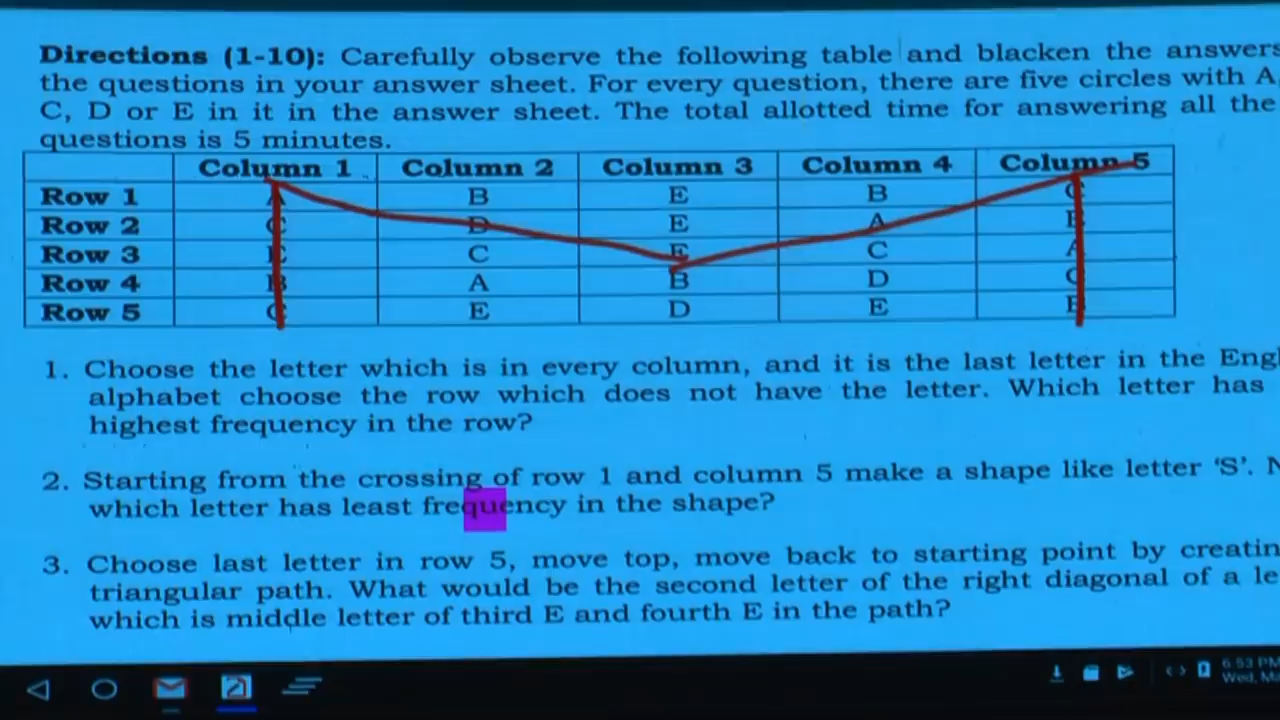 Directions (1-10): Carefully observe the following table and blacken the answers
the questions in your answer sheet. For every question, there are five circles with A,
C, D or E in it in the answer sheet. The total allotted time for answering all the
questions is 5 minutes.
Column 1 Column 2 Column 3 Column 4 Column 5
Row 1 A B E B C
Row 2 C D E A E
Row 3 E C E C A
Row 4 B A B D C
Row 5 C E D E E
1. Choose the letter which is in every column, and it is the last letter in the Engl
alphabet choose the row which does not have the letter. Which letter has
highest frequency in the row?
2. Starting from the crossing of row 1 and column 5 make a shape like letter 'S'. N
which letter has least frequency in the shape?
3. Choose last letter in row 5, move top, move back to starting point by creatin
triangular path. What would be the second letter of the right diagonal of a le
which is middle letter of third E and fourth E in the path?
6:53 PM
Wed, Ma